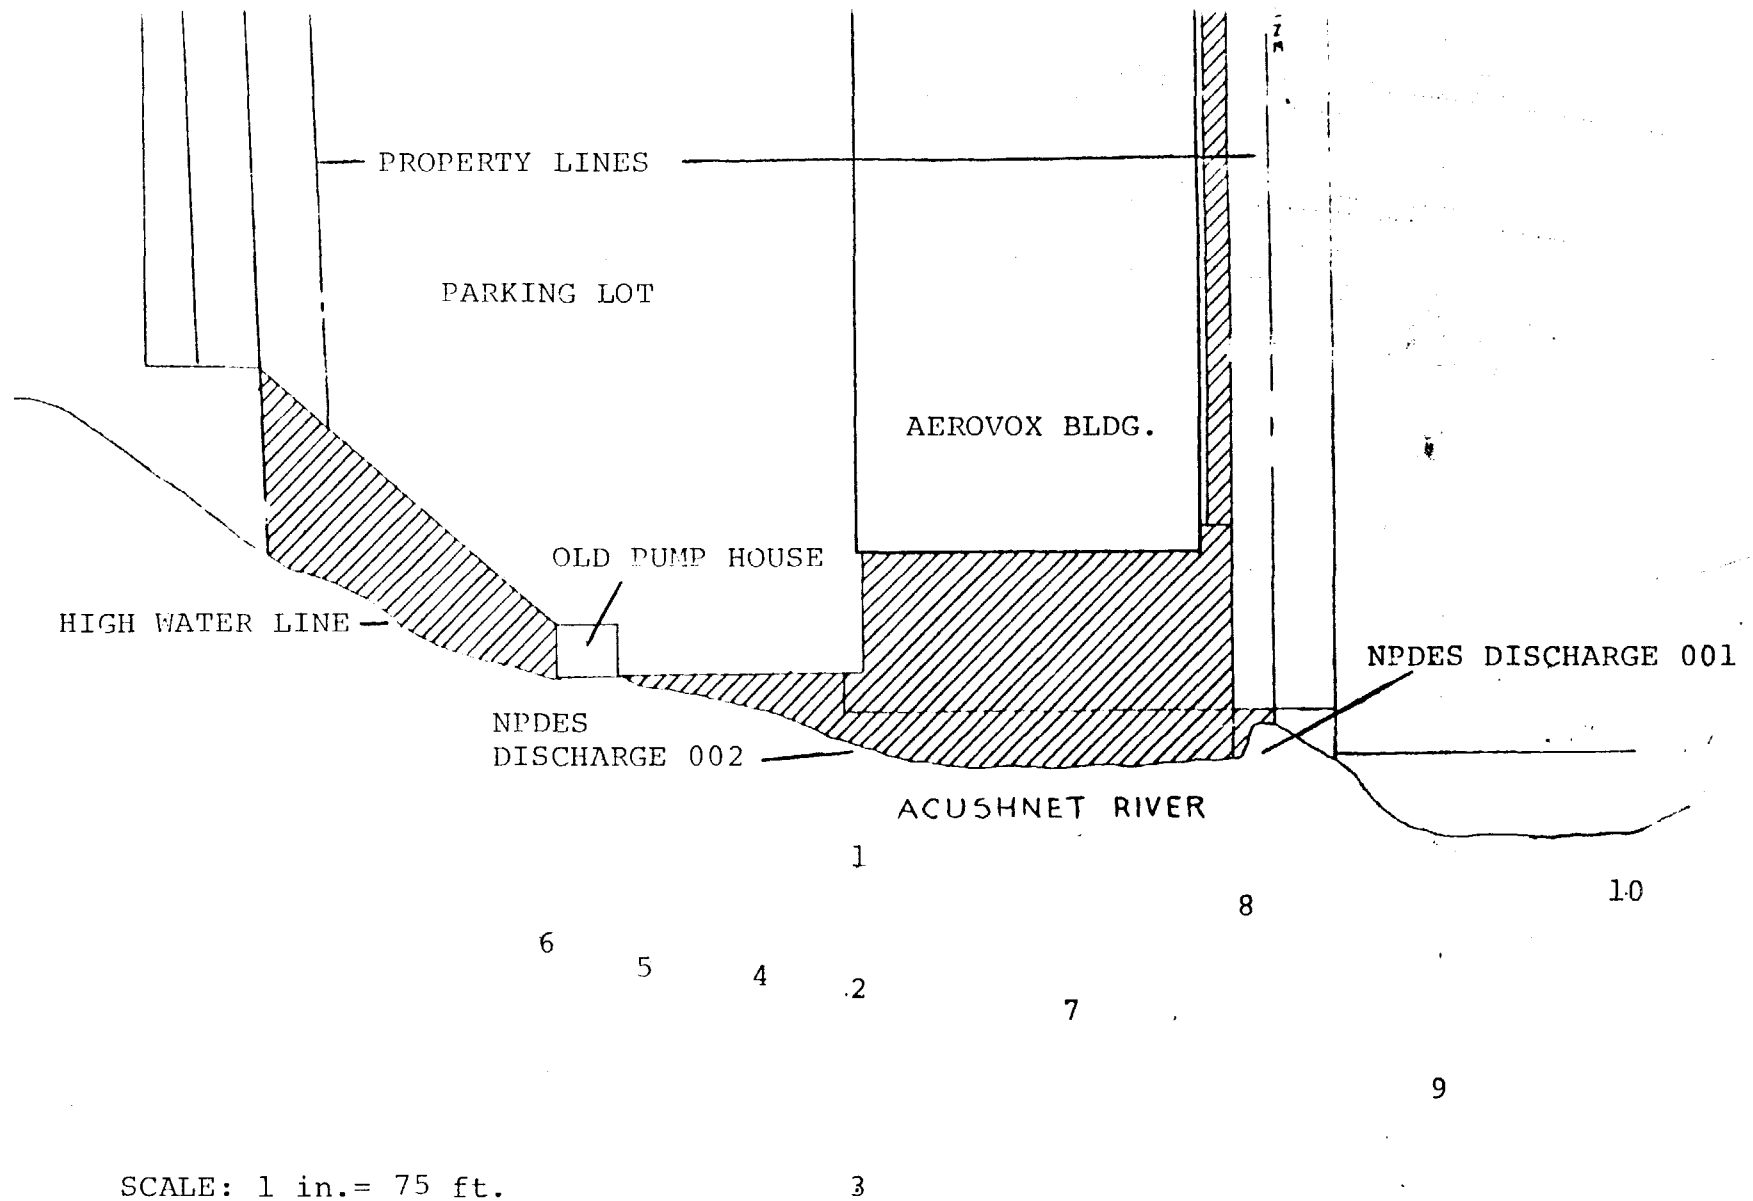 PROPERTY LINES
PARKING LOT
AEROVOX BLDG.
OLD PUMP HOUSE
HIGH WATER LINE
NPDES DISCHARGE 001
NPDES
DISCHARGE 002
ACUSHNET RIVER
1
8
10
6
5
4
2
7
9
3
SCALE: 1 in.= 75 ft.